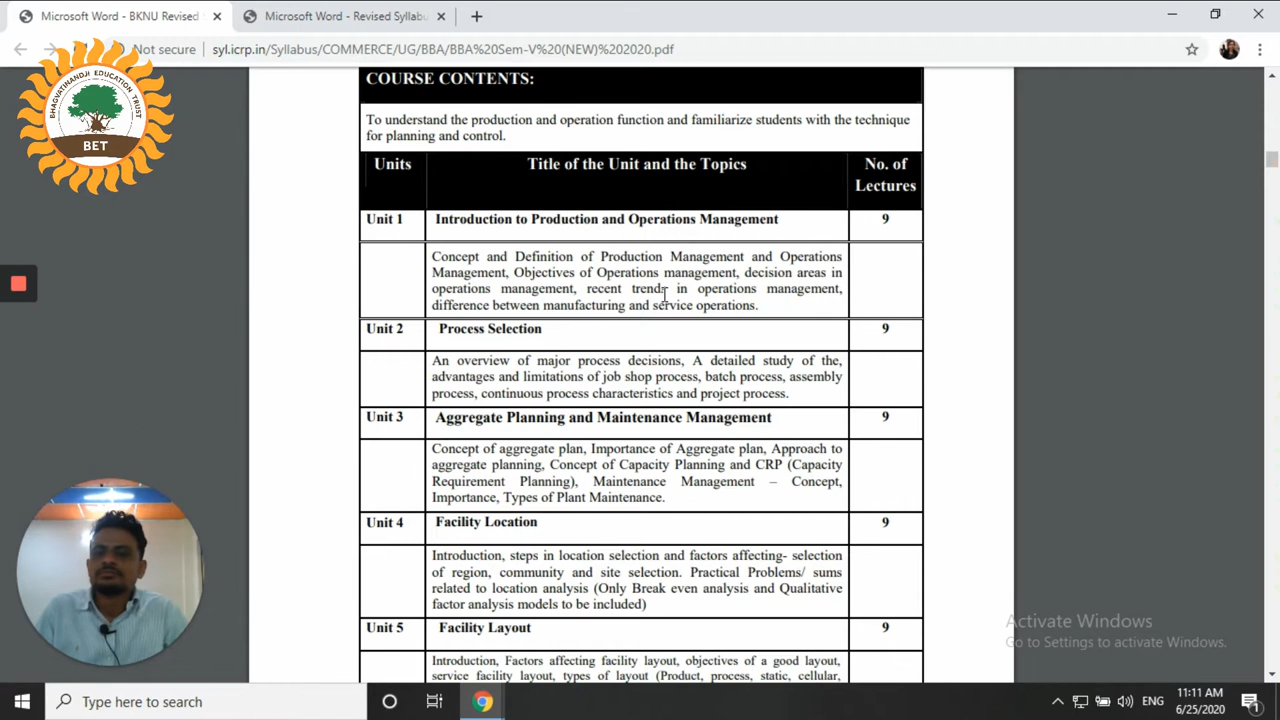 Microsoft Word - BKNU Revised
Microsoft Word - Revised Syllabu
Not secure
syl.icrp.in/Syllabus/COMMERCE/UG/BBA/BBA%20Sem-V%20(NEW)%202020.pdf
BHAGVATINANDJI EDUCATION TRUST
BET
COURSE CONTENTS:
To understand the production and operation function and familiarize students with the technique
for planning and control.
Units Title of the Unit and the Topics No. of
Lectures
Unit 1 Introduction to Production and Operations Management 9
Concept and Definition of Production Management and Operations
Management, Objectives of Operations management, decision areas in
operations management, recent trends in operations management,
difference between manufacturing and service operations.
Unit 2 Process Selection 9
An overview of major process decisions, A detailed study of the,
advantages and limitations of job shop process, batch process, assembly
process, continuous process characteristics and project process.
Unit 3 Aggregate Planning and Maintenance Management 9
Concept of aggregate plan, Importance of Aggregate plan, Approach to
aggregate planning, Concept of Capacity Planning and CRP (Capacity
Requirement Planning), Maintenance Management – Concept,
Importance, Types of Plant Maintenance.
Unit 4 Facility Location 9
Introduction, steps in location selection and factors affecting- selection
of region, community and site selection. Practical Problems/ sums
related to location analysis (Only Break even analysis and Qualitative
factor analysis models to be included)
Unit 5 Facility Layout 9
Introduction, Factors affecting facility layout, objectives of a good layout,
service facility layout, types of layout (Product, process, static, cellular,
Activate Windows
Go to Settings to activate Windows.
Type here to search
ENG
11:11 AM
6/25/2020
1